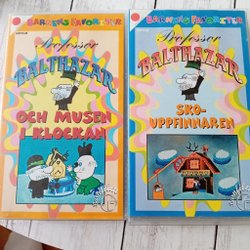 BARNENS FAVORITER
Professor
BALTHAZAR
OCH MUSEN
I KLOCKAN
BARNENS FAVORITER
Professor
BALTHAZAR
SKO-
UPPFINNAREN